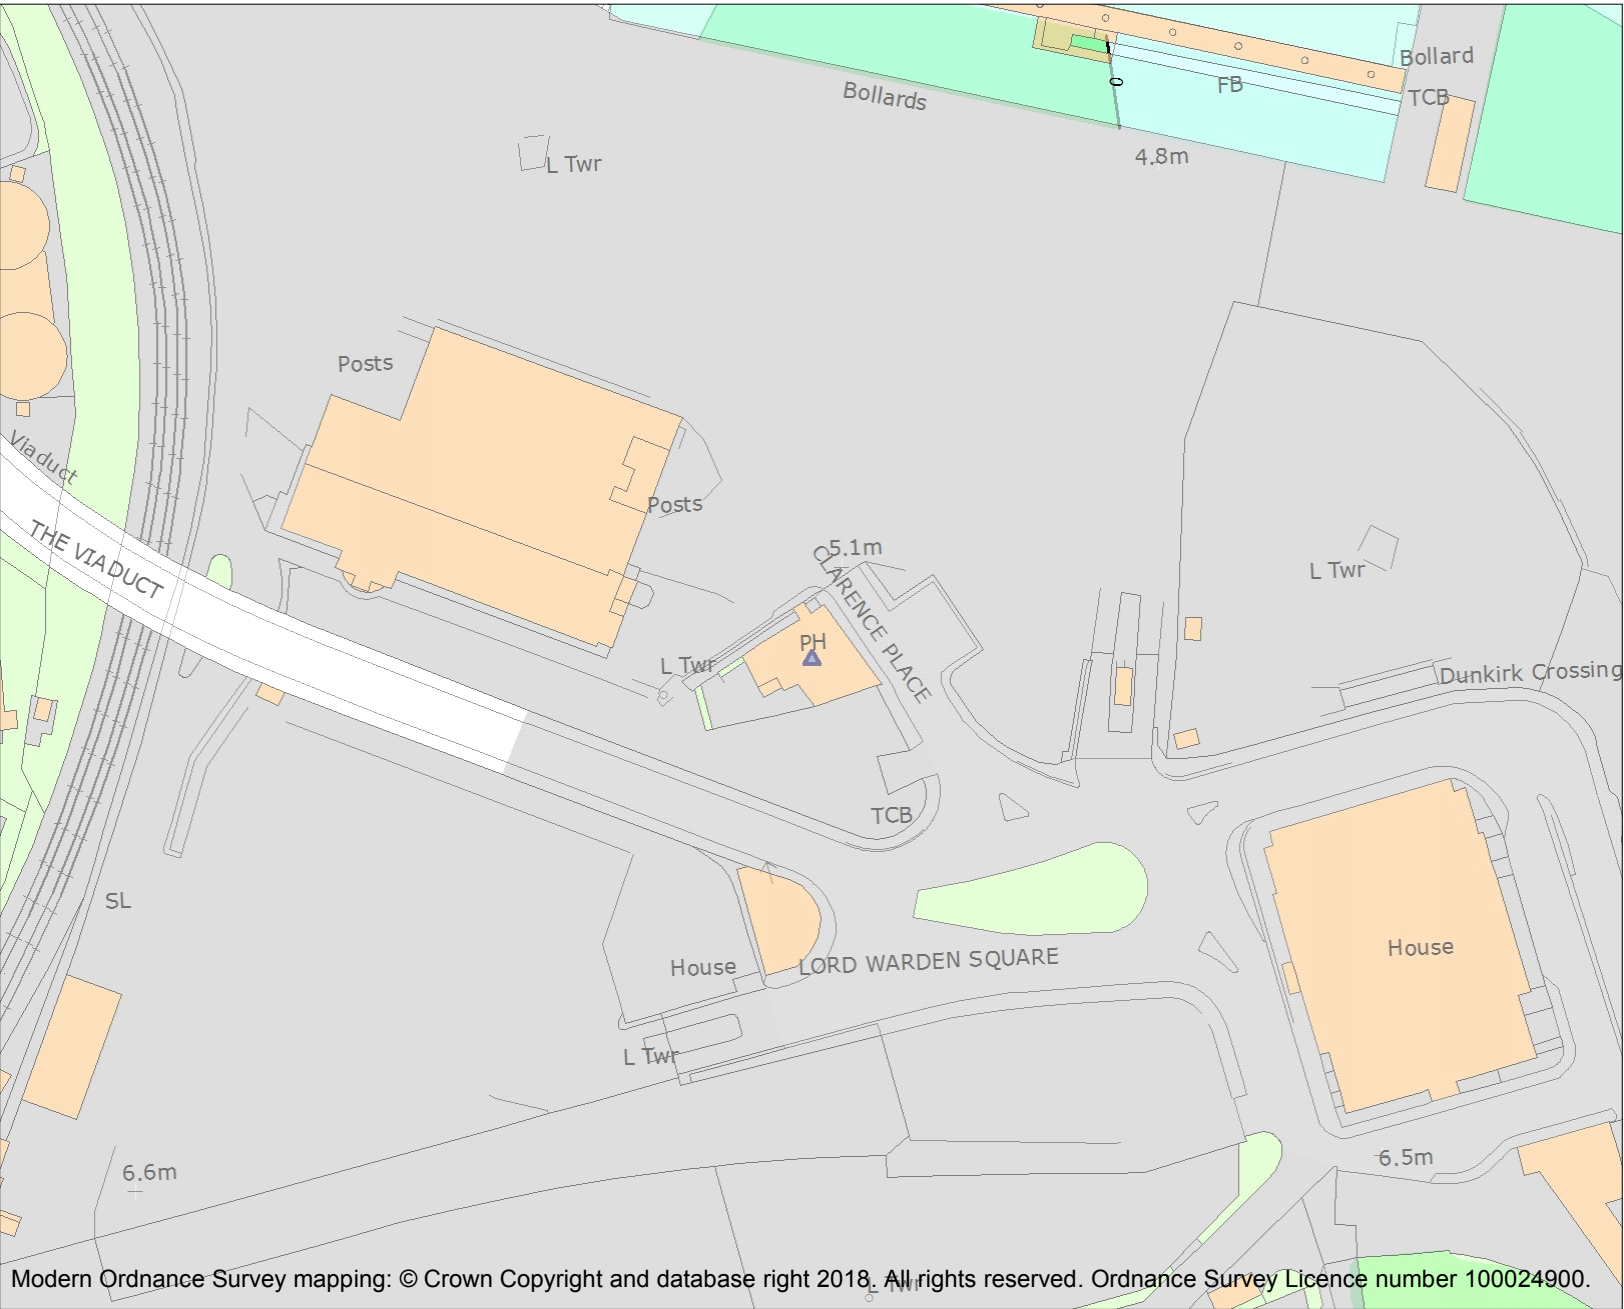 Bollard
FB
TCB
Bollards
4.8m
L Twr
Posts
Viaduct
Posts
THE VIADUCT
5.1m
CLARENCE PLACE
L Twr
PH
L Twr
Dunkirk Crossing
TCB
SL
House
LORD WARDEN SQUARE
House
L Twr
6.6m
6.5m
L Twr
Modern Ordnance Survey mapping: © Crown Copyright and database right 2018. All rights reserved. Ordnance Survey Licence number 100024900.